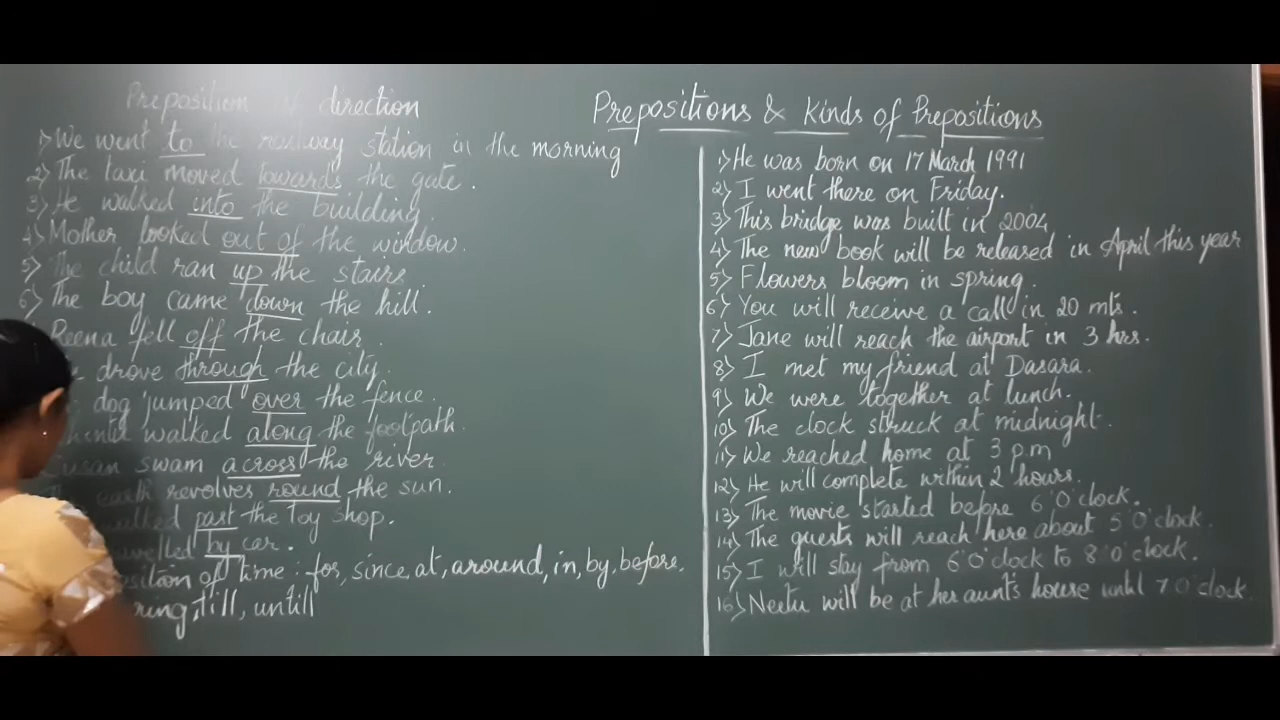 Preposition of direction
1) We went to the railway station in the morning
2) The taxi moved towards the gate.
3) He walked into the building.
4) Mother looked out of the window.
5) The child ran up the stairs
6) The boy came down the hill.
Reena fell off the chair.
drove through the city.
dog jumped over the fence.
walked along the footpath.
Susan swam across the river
earth revolves round the sun.
walked past the toy shop.
by car.
of time: for, since, at, around, in, by, before,
till, untill
Prepositions & Kinds of Prepositions
1) He was born on 17 March 1991
2) I went there on Friday.
3) This bridge was built in 2004
4) The new book will be released in April this year
5) Flowers bloom in spring.
6) You will receive a call in 20 mts.
7) Jane will reach the airport in 3 hrs.
8) I met my friend at Dasara.
9) We were together at lunch.
10) The clock struck at midnight.
11) We reached home at 3 p.m
12) He will complete within 2 hours.
13) The movie started before 6'O'clock.
14) The guests will reach here about 5'O'clock.
15) I will stay from 6'O'clock to 8'O'clock.
16) Neetu will be at her aunt's house until 7'O'clock.